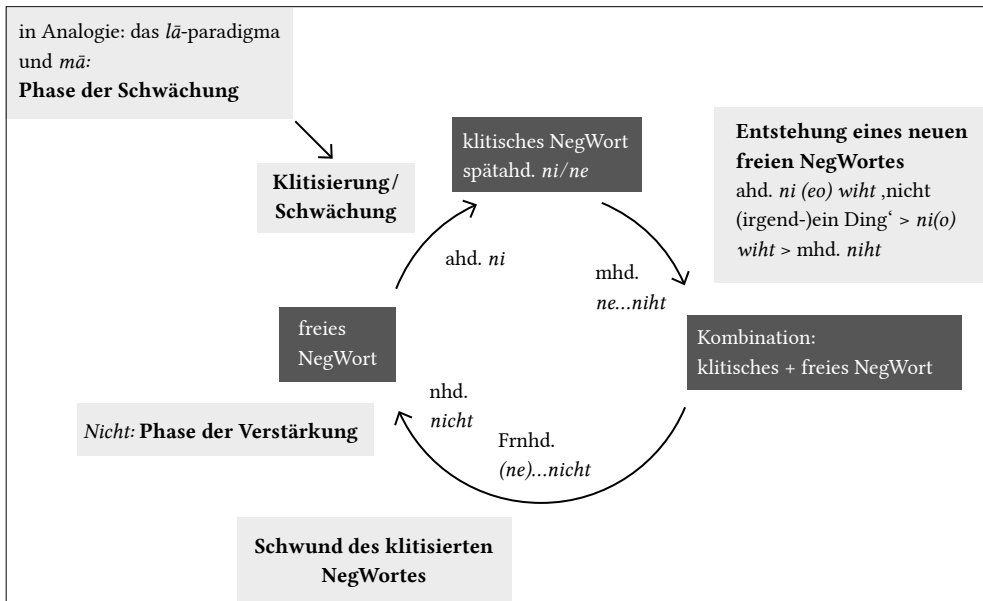 in Analogie: das lā-paradigma
und mā:
Phase der Schwächung
Klitisierung/
Schwächung
klitisches NegWort
spätahd. ni/ne
Entstehung eines neuen
freien NegWortes
ahd. ni (eo) wiht ‚nicht
(irgend-)ein Ding‘ > ni(o)
wiht > mhd. niht
ahd. ni
mhd.
ne...niht
freies
NegWort
Kombination:
klitisches + freies NegWort
nhd.
nicht
Nicht: Phase der Verstärkung
Frnhd.
(ne)...nicht
Schwund des klitisierten
NegWortes